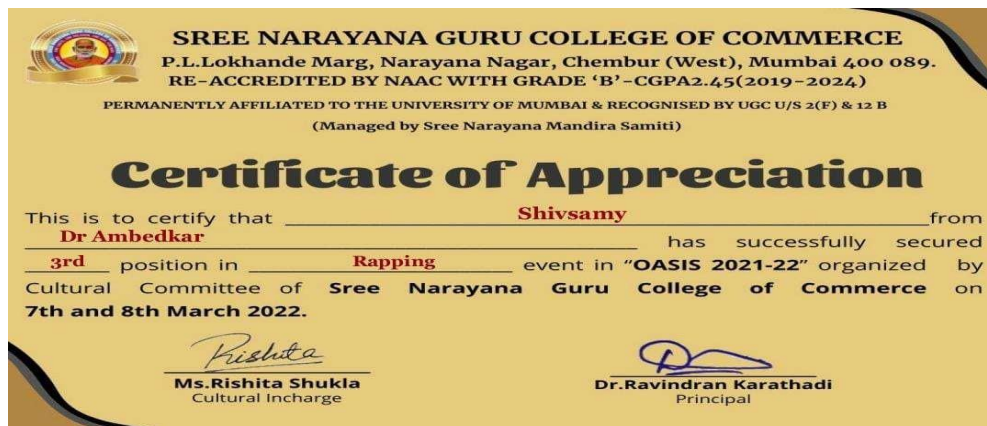 SREE NARAYANA GURU COLLEGE OF COMMERCE
P.L.Lokhande Marg, Narayana Nagar, Chembur (West), Mumbai 400 089.
RE-ACCREDITED BY NAAC WITH GRADE ‘B’-CGPA2.45(2019-2024)
PERMANENTLY AFFILIATED TO THE UNIVERSITY OF MUMBAI & RECOGNISED BY UGC U/S 2(F) & 12 B
(Managed by Sree Narayana Mandira Samiti)
Certificate of Appreciation
This is to certify that Shivsamy from
Dr Ambedkar has successfully secured
3rd position in Rapping event in “OASIS 2021-22” organized by
Cultural Committee of Sree Narayana Guru College of Commerce on
7th and 8th March 2022.
Rishita
Ms.Rishita Shukla
Cultural Incharge
Dr.Ravindran Karathadi
Principal